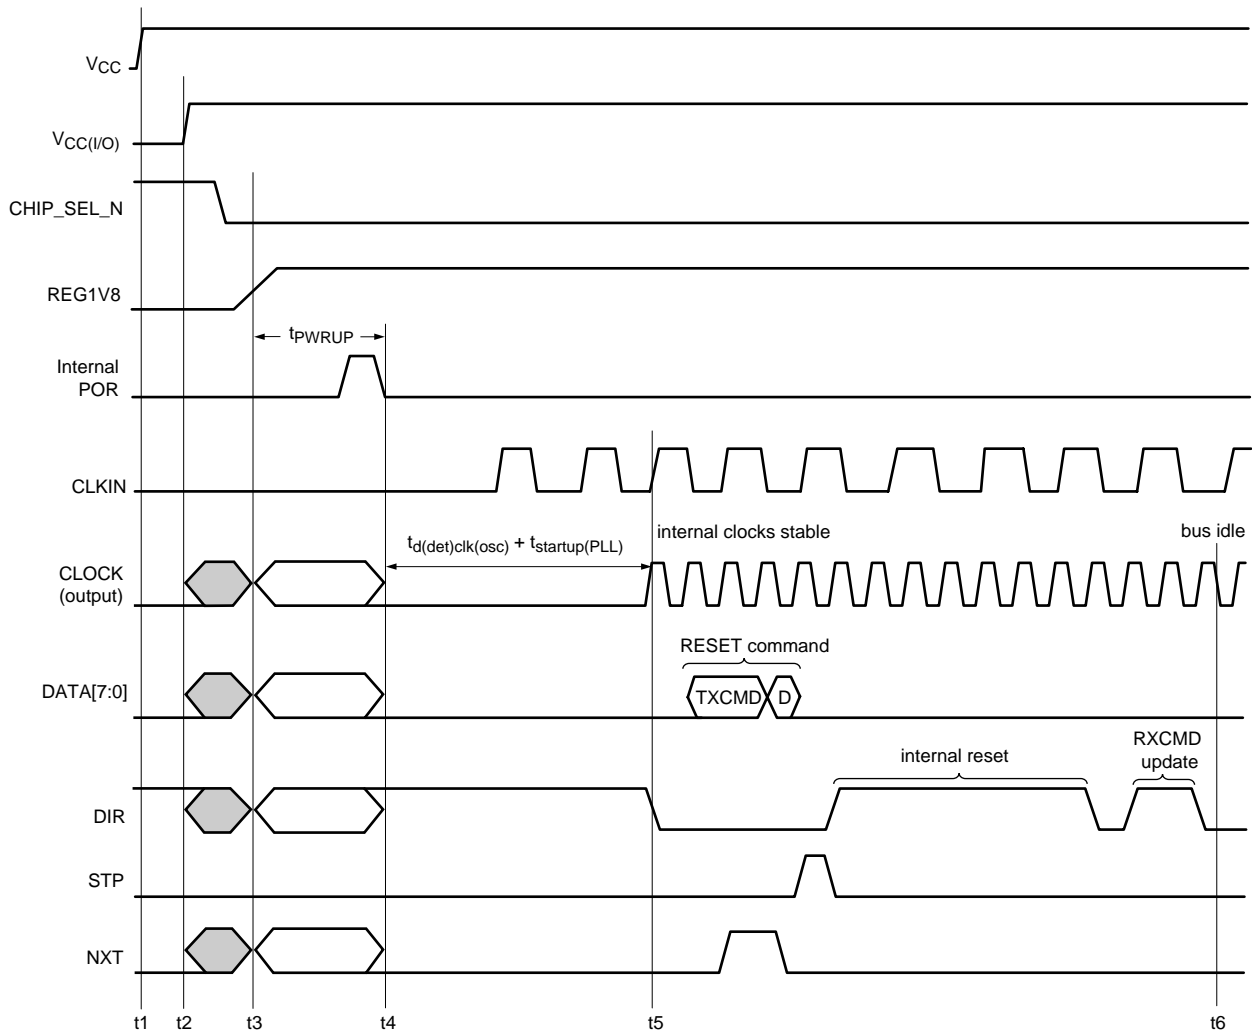 VCC
VCC(I/O)
CHIP_SEL_N
REG1V8
tPWRUP
Internal
POR
CLKIN
td(det)clk(osc) + tstartup(PLL)
internal clocks stable
bus idle
CLOCK
(output)
RESET command
DATA[7:0]
TXCMD
D
internal reset
RXCMD
update
DIR
STP
NXT
t1
t2
t3
t4
t5
t6